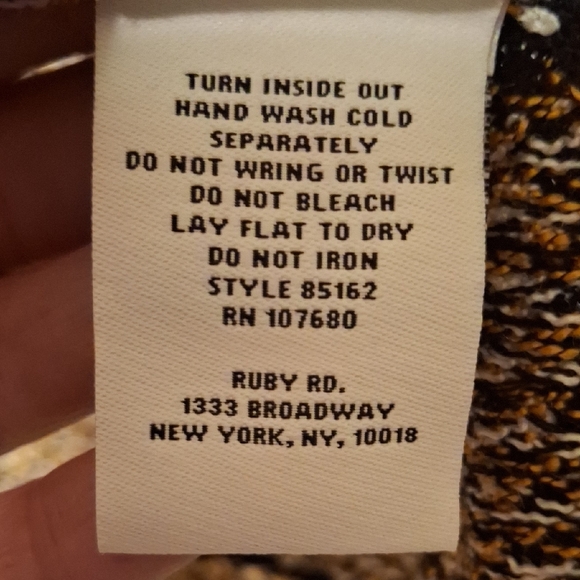 TURN INSIDE OUT
HAND WASH COLD
SEPARATELY
DO NOT WRING OR TWIST
DO NOT BLEACH
LAY FLAT TO DRY
DO NOT IRON
STYLE 85162
RN 107680
RUBY RD.
1333 BROADWAY
NEW YORK, NY, 10018